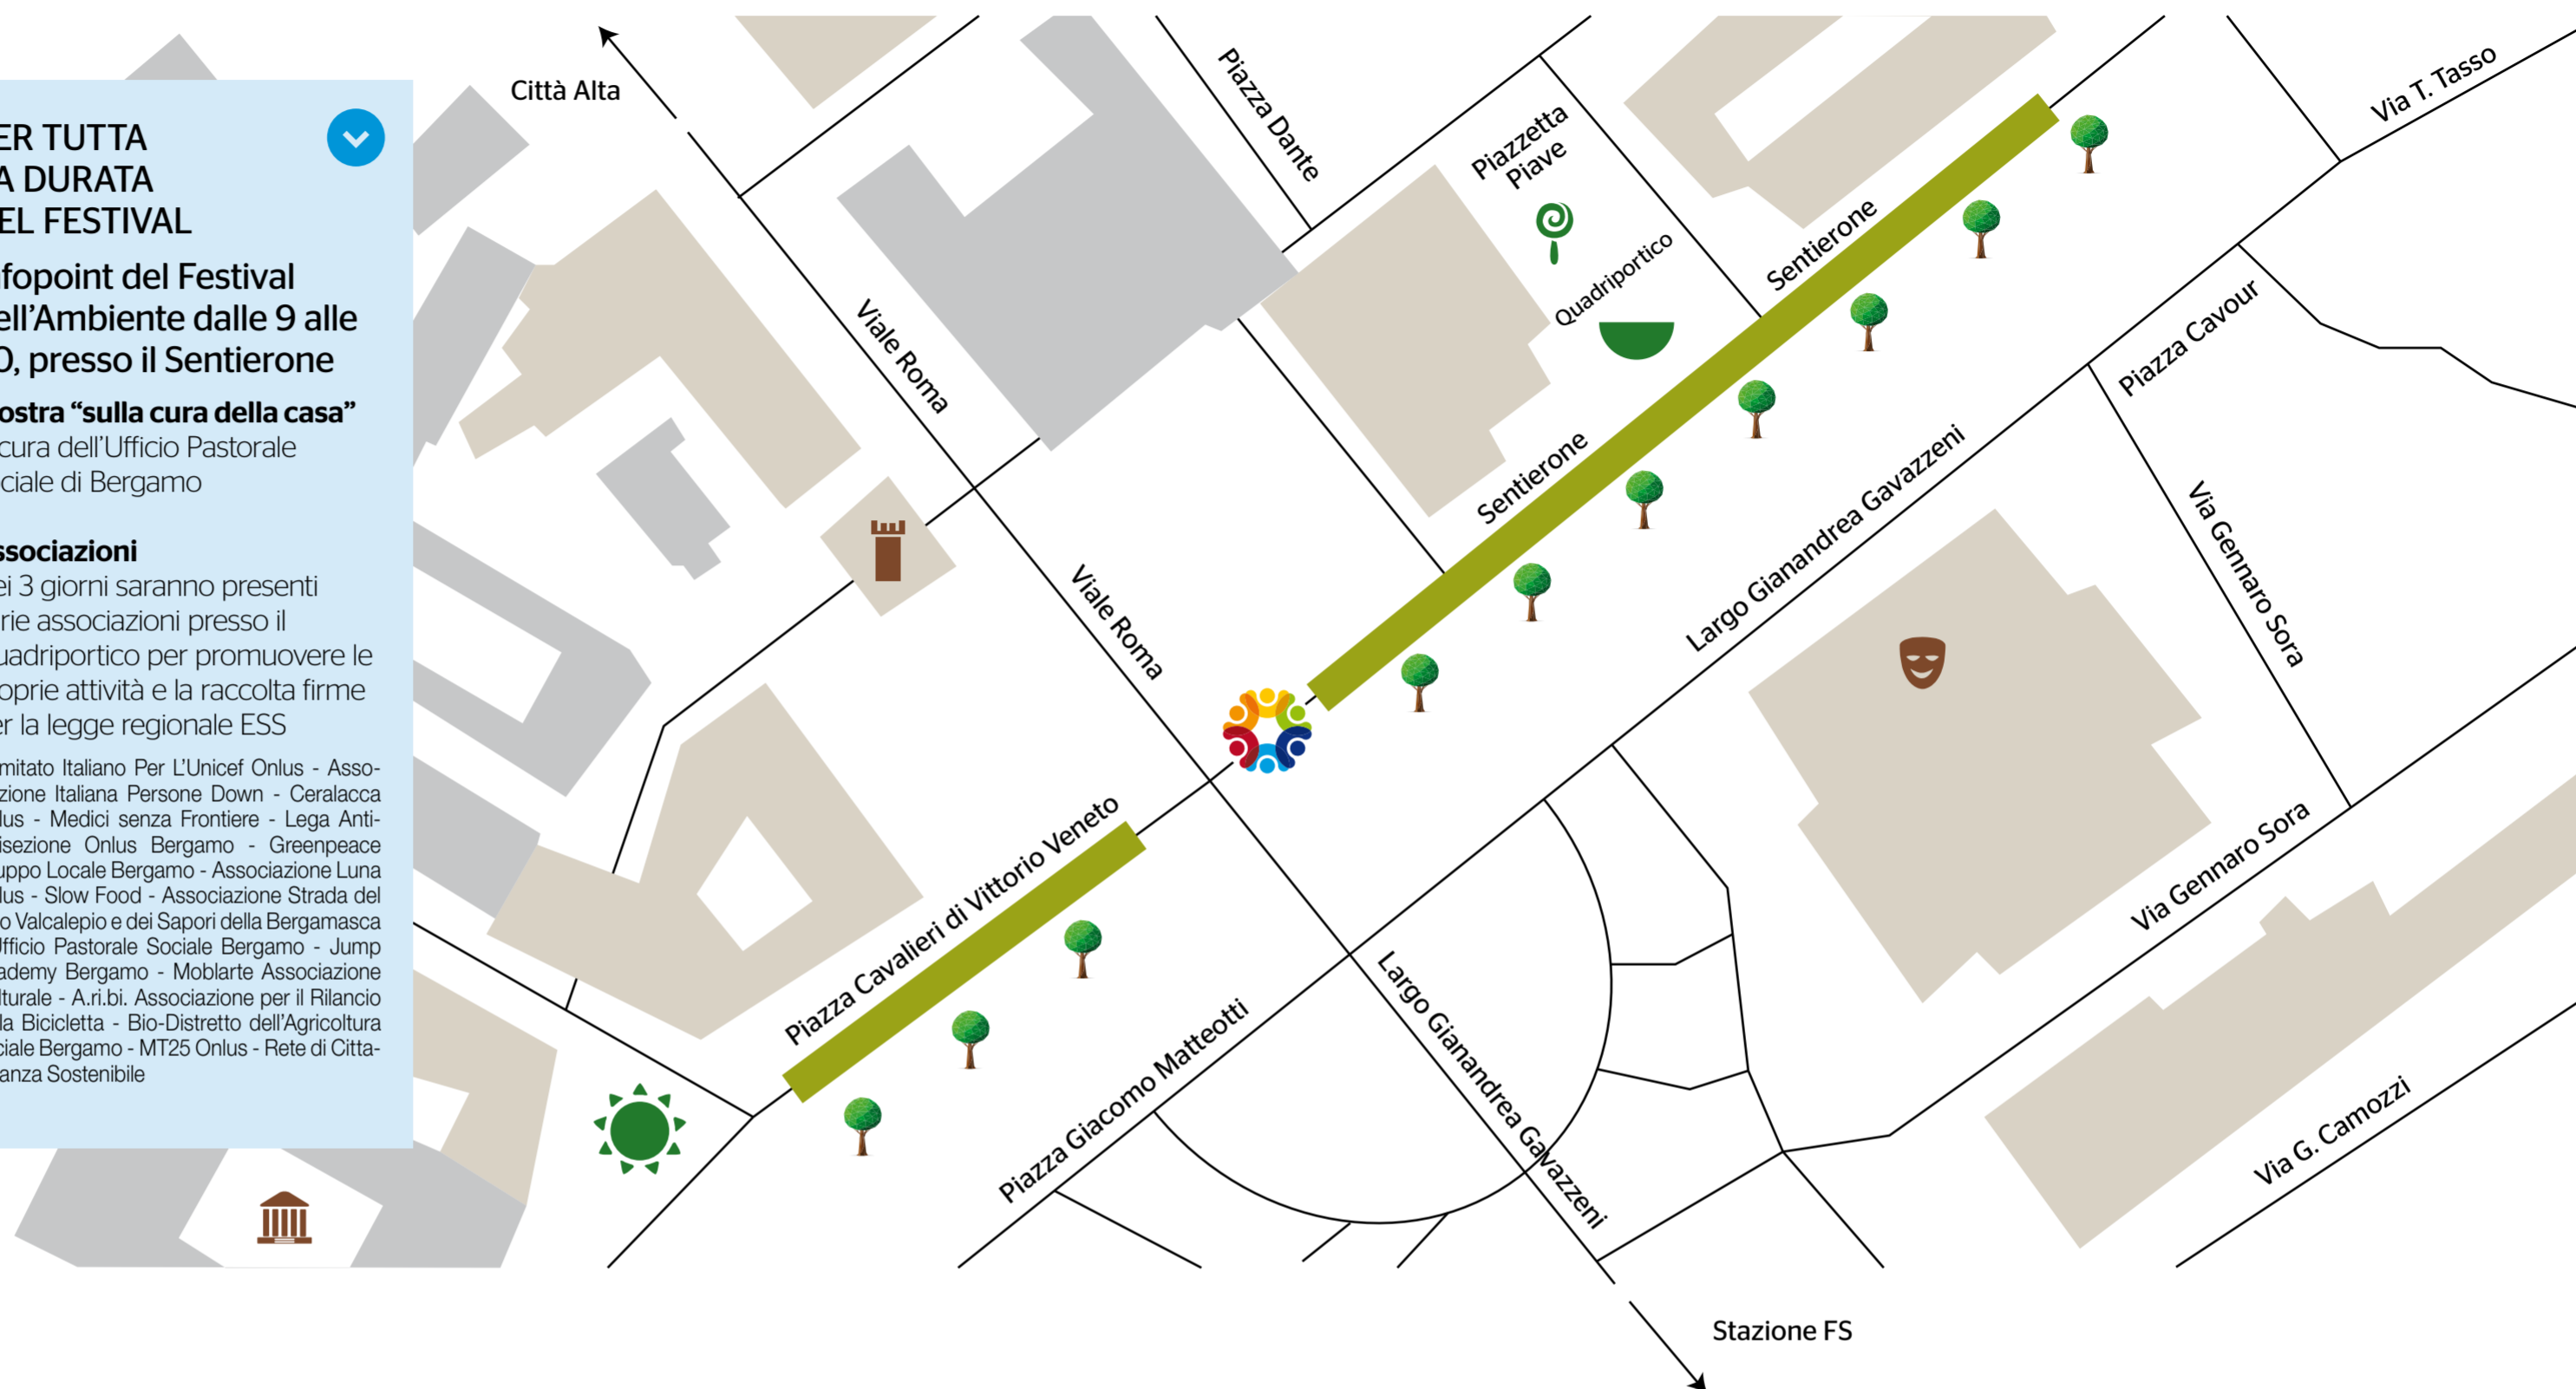 ER TUTTA
A DURATA
EL FESTIVAL
nfopoint del Festival
ell'Ambiente dalle 9 alle
0, presso il Sentierone
ostra “sulla cura della casa”
cura dell'Ufficio Pastorale
ciale di Bergamo
ssociazioni
ei 3 giorni saranno presenti
rie associazioni presso il
uadriportico per promuovere le
oprie attività e la raccolta firme
er la legge regionale ESS
mitato Italiano Per L'Unicef Onlus - Asso-
zione Italiana Persone Down - Ceralacca
lus - Medici senza Frontiere - Lega Anti-
isezione Onlus Bergamo - Greenpeace
uppo Locale Bergamo - Associazione Luna
lus - Slow Food - Associazione Strada del
o Valcalepio e dei Sapori della Bergamasca
Ufficio Pastorale Sociale Bergamo - Jump
ademy Bergamo - Moblarte Associazione
lturale - A.ri.bi. Associazione per il Rilancio
la Bicicletta - Bio-Distretto dell'Agricoltura
ciale Bergamo - MT25 Onlus - Rete di Citta-
anza Sostenibile
Città Alta
Piazza Dante
Piazzetta
Piave
Quadriportico
Sentierone
Via T. Tasso
Viale Roma
Sentierone
Piazza Cavour
Largo Gianandrea Gavazzeni
Via Gennaro Sora
Viale Roma
Piazza Cavalieri di Vittorio Veneto
Via Gennaro Sora
Piazza Giacomo Matteotti
Largo Gianandrea Gavazzeni
Via G. Camozzi
Stazione FS